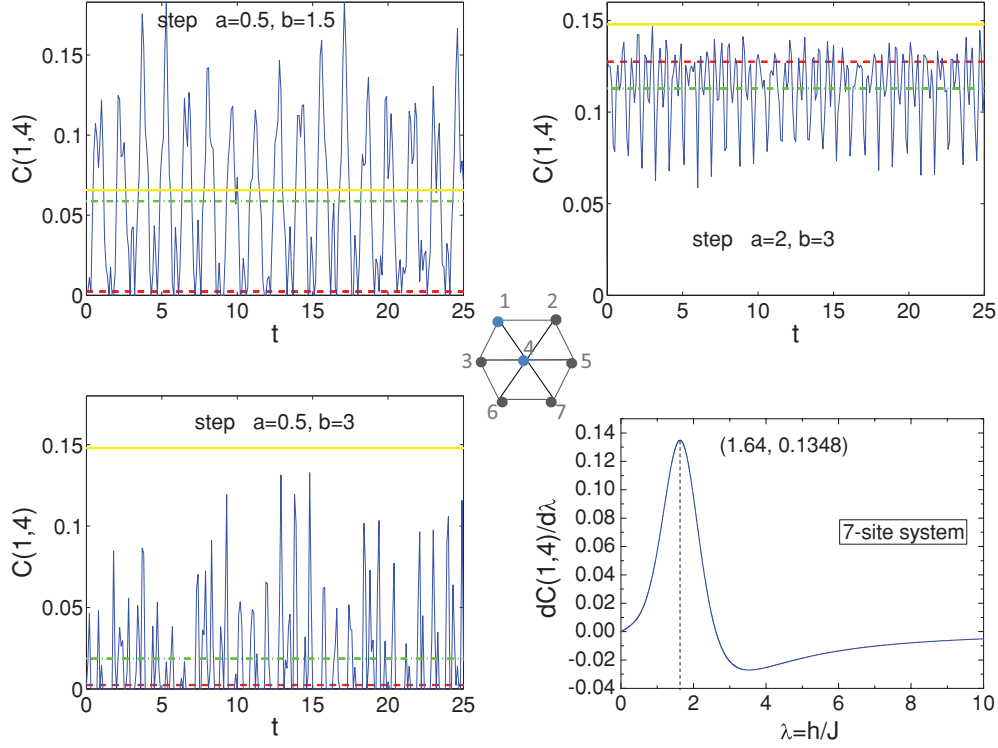 step a=0.5, b=1.5
C(1,4)
0.15
0.1
0.05
0
0 5 10 15 20 25
t
step a=2, b=3
C(1,4)
0.15
0.1
0.05
0
0 5 10 15 20 25
t
1 2
3 4 5
6 7
step a=0.5, b=3
C(1,4)
0.15
0.1
0.05
0
0 5 10 15 20 25
t
(1.64, 0.1348)
7-site system
dC(1,4)/dλ
0.14
0.12
0.10
0.08
0.06
0.04
0.02
0.00
-0.02
-0.04
0 2 4 6 8 10
λ=h/J